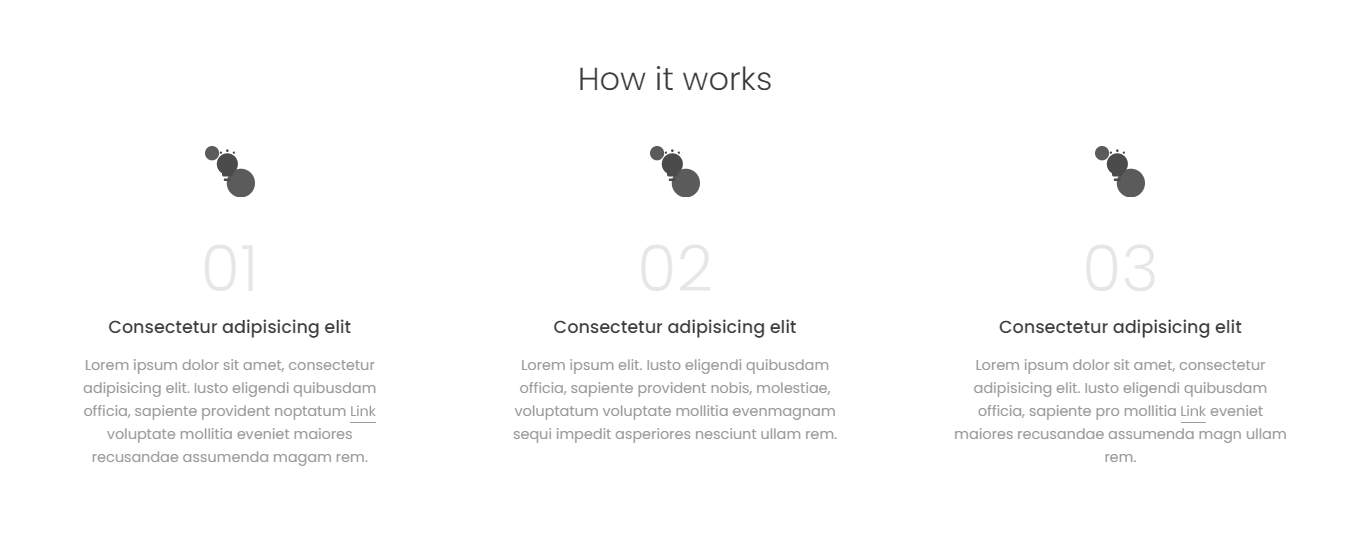 How it works
01
Consectetur adipisicing elit
Lorem ipsum dolor sit amet, consectetur
adipisicing elit. Iusto eligendi quibusdam
officia, sapiente provident noptatum Link
voluptate mollitia eveniet maiores
recusandae assumenda magam rem.
02
Consectetur adipisicing elit
Lorem ipsum elit. Iusto eligendi quibusdam
officia, sapiente provident nobis, molestiae,
voluptatum voluptate mollitia evenmagnam
sequi impedit asperiores nesciunt ullam rem.
03
Consectetur adipisicing elit
Lorem ipsum dolor sit amet, consectetur
adipisicing elit. Iusto eligendi quibusdam
officia, sapiente pro mollitia Link eveniet
maiores recusandae assumenda magn ullam
rem.